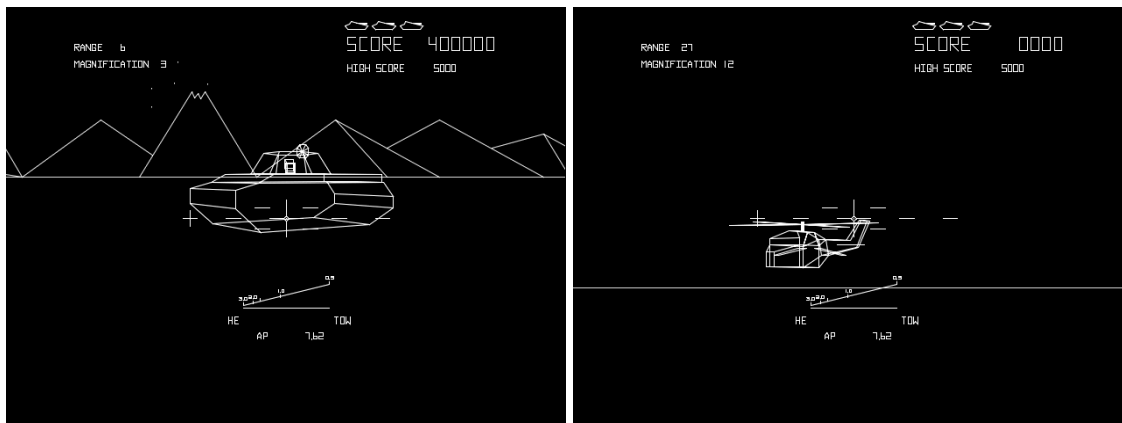 SCORE 400000
RANGE 6
HIGH SCORE 5000
MAGNIFICATION 3
0.5
1.0
3.0 2.0
HE TOW
AP 7.62
SCORE 0000
RANGE 27
HIGH SCORE 5000
MAGNIFICATION 12
0.5
1.0
3.0 2.0
HE TOW
AP 7.62